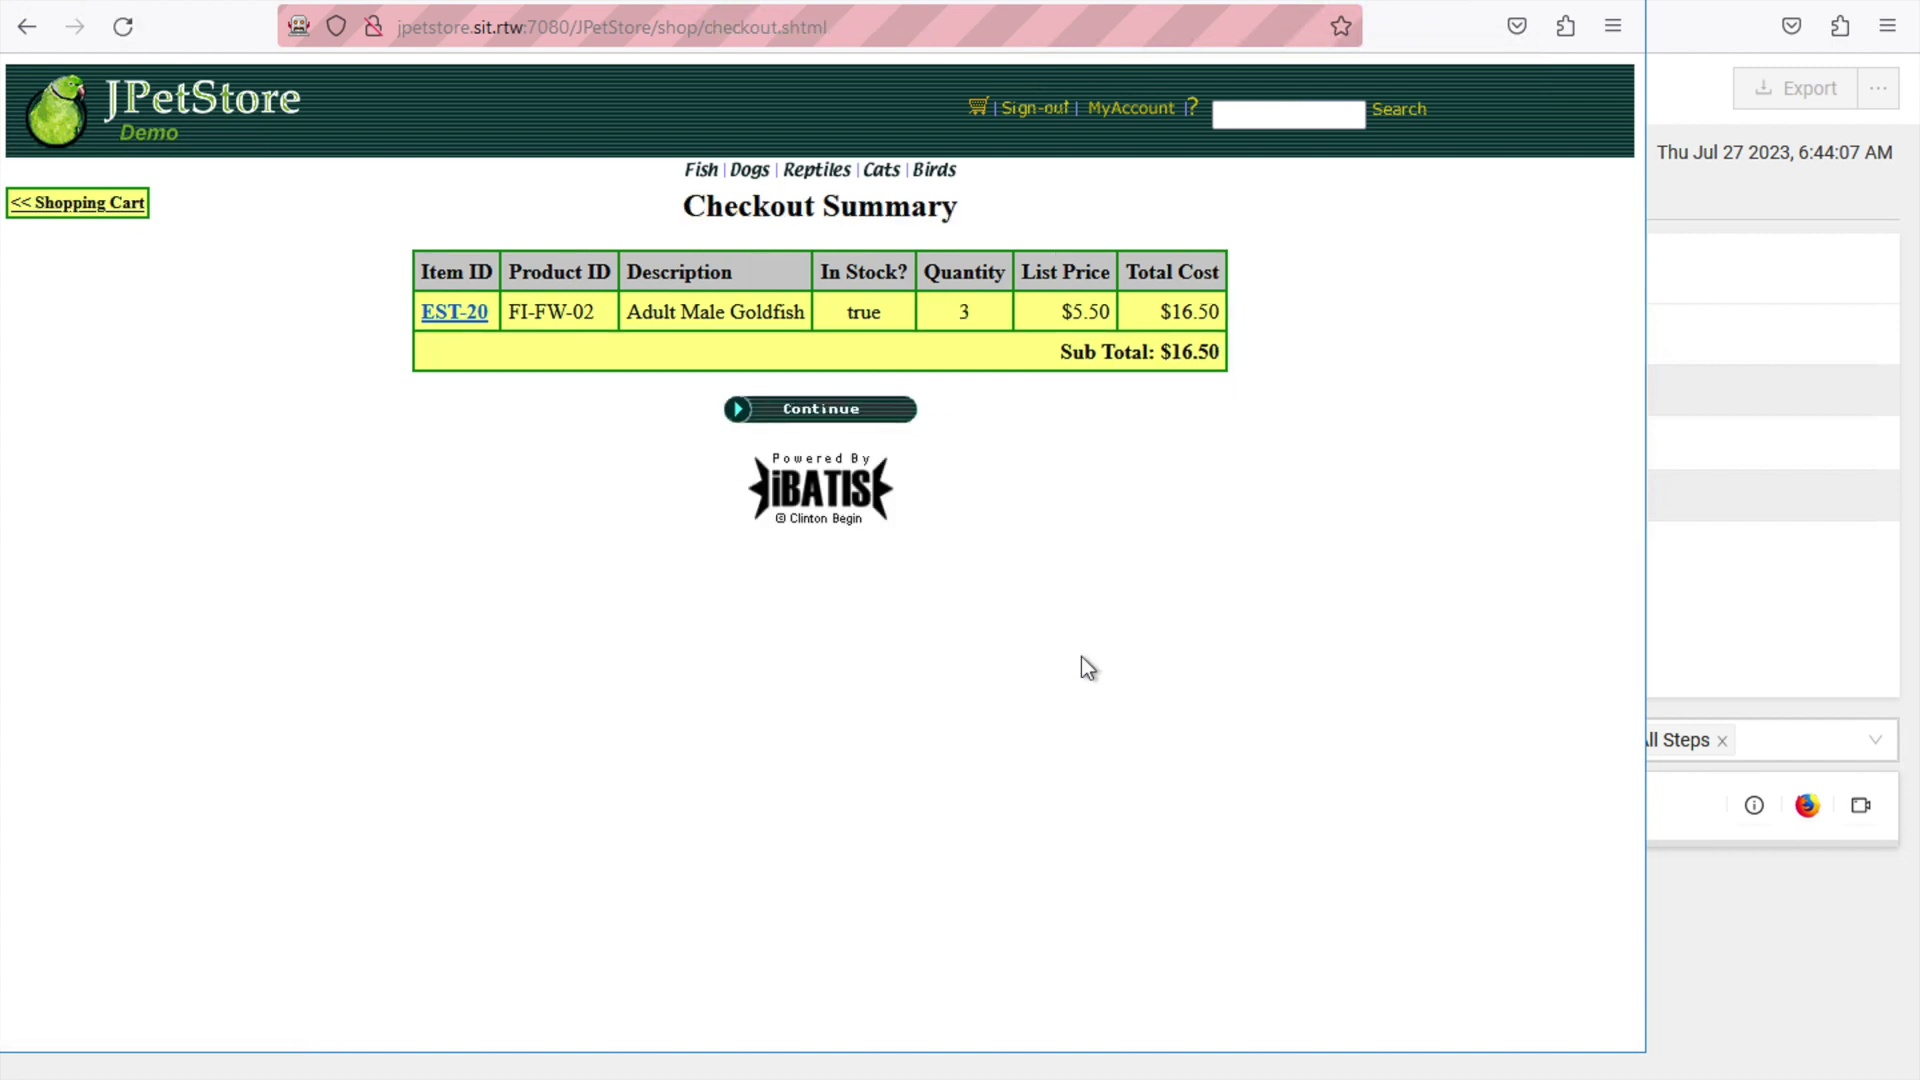 jpetstore.sit.rtw:7080/JPetStore/shop/checkout.shtml
Export
JPetStore
Demo
| Sign-out | MyAccount | ?
Search
Thu Jul 27 2023, 6:44:07 AM
Fish | Dogs | Reptiles | Cats | Birds
<< Shopping Cart
Checkout Summary
Item ID Product ID Description In Stock? Quantity List Price Total Cost
EST-20 FI-FW-02 Adult Male Goldfish true 3 $5.50 $16.50
Sub Total: $16.50
Continue
Powered By
iBATIS
© Clinton Begin
ll Steps